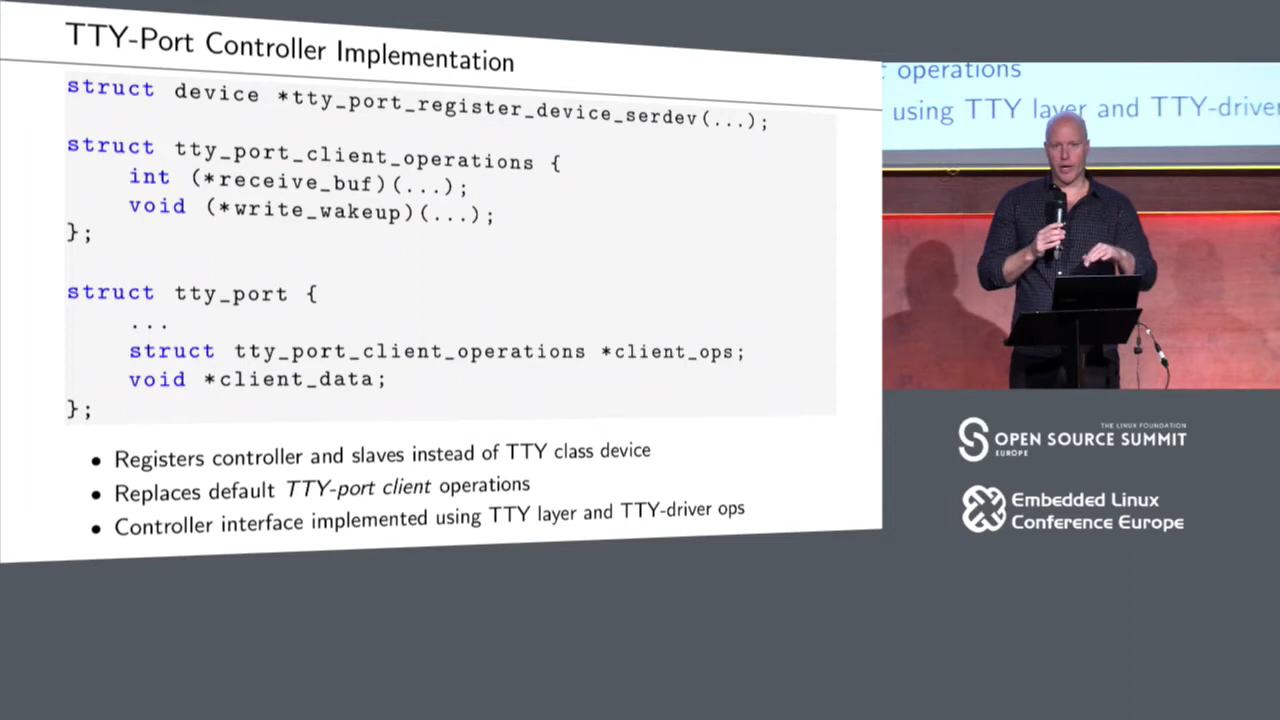 TTY-Port Controller Implementation
struct device *tty_port_register_device_serdev(...);
struct tty_port_client_operations {
int (*receive_buf)(...);
void (*write_wakeup)(...);
};
struct tty_port {
...
struct tty_port_client_operations *client_ops;
void *client_data;
};
• Registers controller and slaves instead of TTY class device
• Replaces default TTY-port client operations
• Controller interface implemented using TTY layer and TTY-driver ops
operations
using TTY layer and TTY-driver
THE LINUX FOUNDATION
OPEN SOURCE SUMMIT
EUROPE
Embedded Linux
Conference Europe